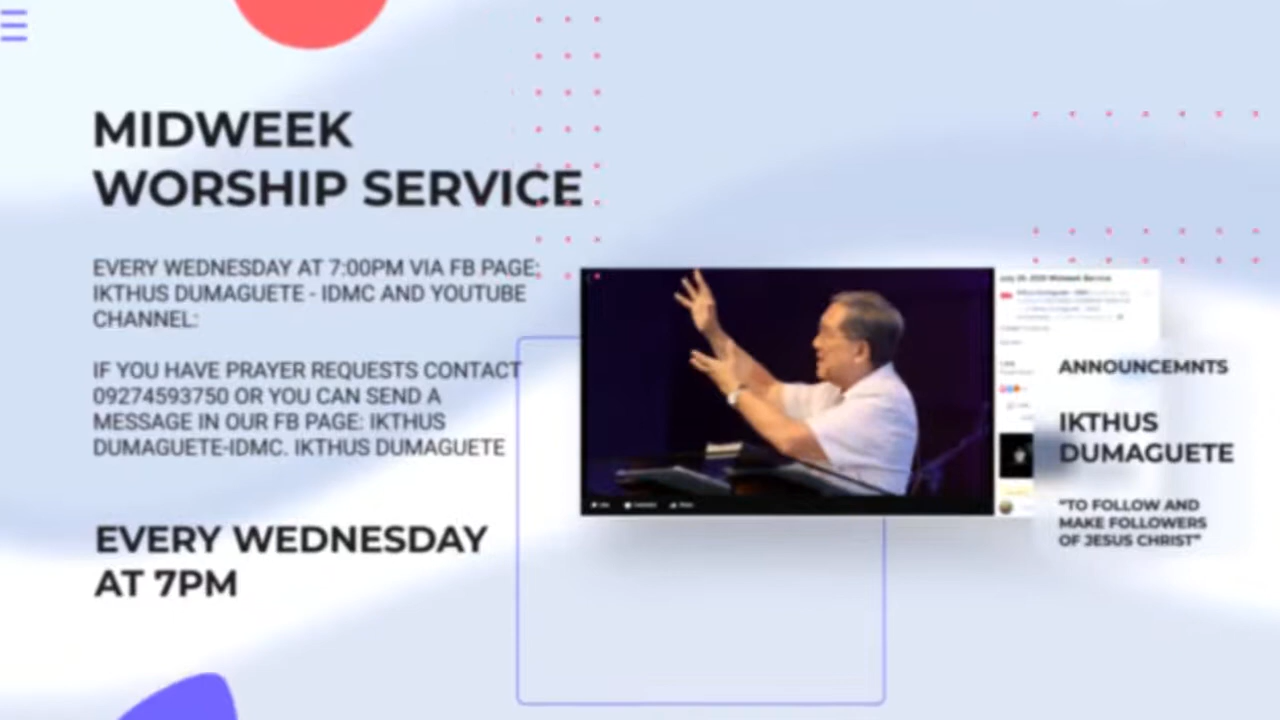 MIDWEEK
WORSHIP SERVICE
EVERY WEDNESDAY AT 7:00PM VIA FB PAGE:
IKTHUS DUMAGUETE - IDMC AND YOUTUBE
CHANNEL:
IF YOU HAVE PRAYER REQUESTS CONTACT
09274593750 OR YOU CAN SEND A
MESSAGE IN OUR FB PAGE: IKTHUS
DUMAGUETE-IDMC. IKTHUS DUMAGUETE
EVERY WEDNESDAY
AT 7PM
ANNOUNCEMNTS
IKTHUS
DUMAGUETE
"TO FOLLOW AND
MAKE FOLLOWERS
OF JESUS CHRIST"